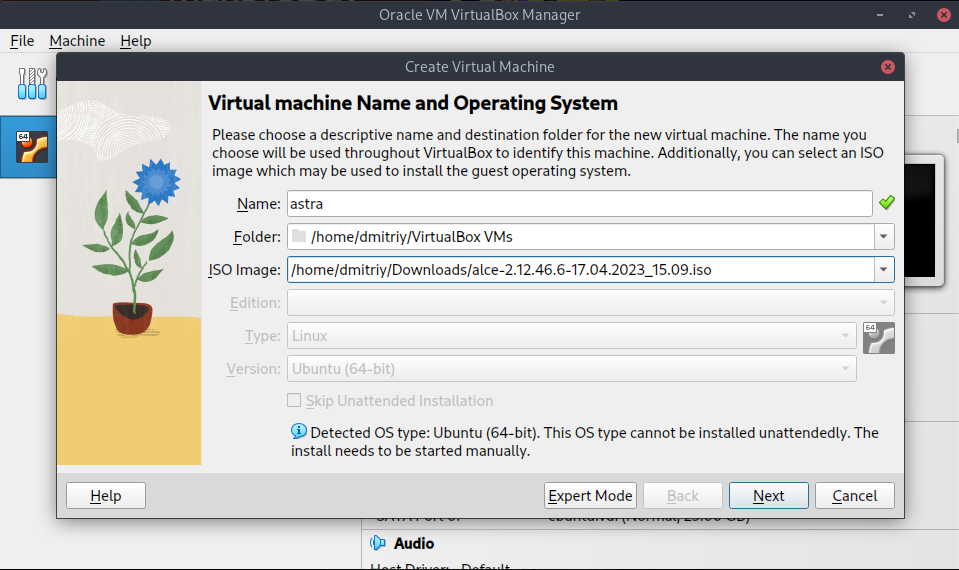 Oracle VM VirtualBox Manager
File Machine Help
Create Virtual Machine
64
Virtual machine Name and Operating System
Please choose a descriptive name and destination folder for the new virtual machine. The name you
choose will be used throughout VirtualBox to identify this machine. Additionally, you can select an ISO
image which may be used to install the guest operating system.
Name: astra
Folder: /home/dmitriy/VirtualBox VMs
ISO Image: /home/dmitriy/Downloads/alce-2.12.46.6-17.04.2023_15.09.iso
Edition:
Type: Linux
64
Version: Ubuntu (64-bit)
Skip Unattended Installation
Detected OS type: Ubuntu (64-bit). This OS type cannot be installed unattendedly. The
install needs to be started manually.
Help Expert Mode Back Next Cancel
Audio
Host Driver: Default